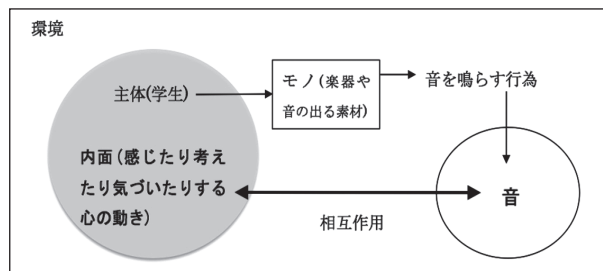 環境
主体(学生)
モノ(楽器や
音の出る素材)
音を鳴らす行為
内面(感じたり考え
たり気づいたりする
心の動き)
音
相互作用